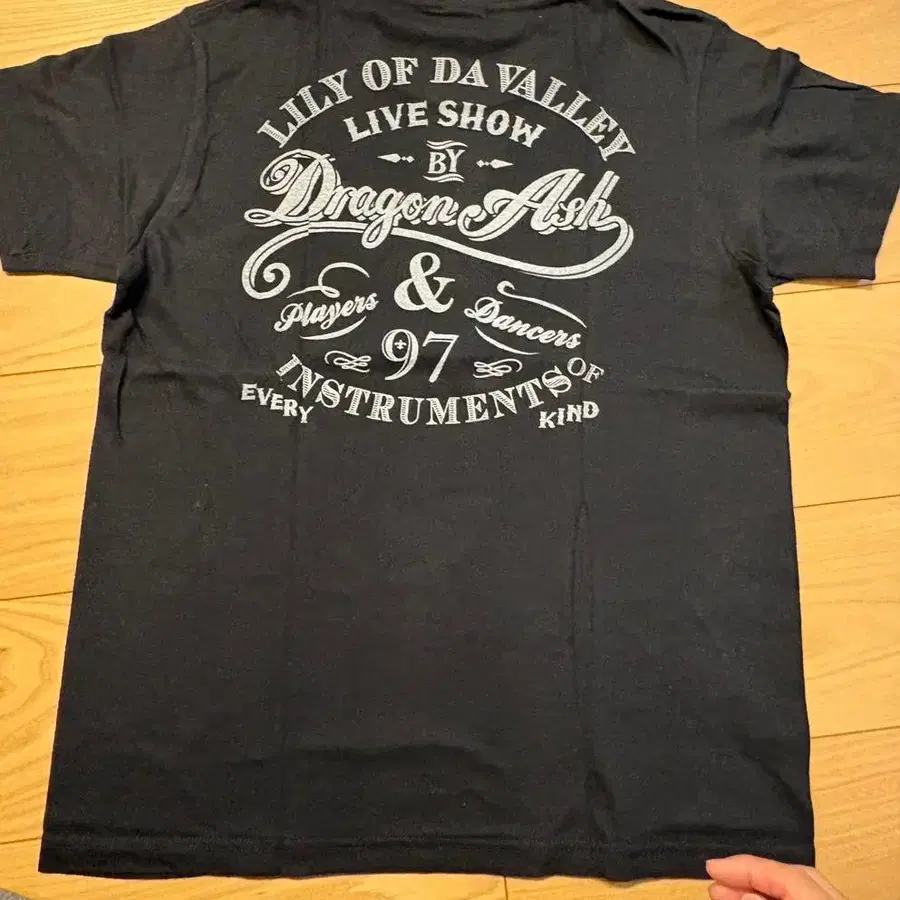 LILY OF DA VALLEY
LIVE SHOW
BY
Dragon Ash
&
Players Dancers
97
EVERY INSTRUMENTS OF KIND